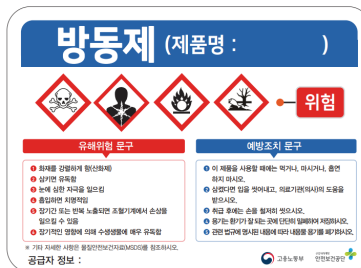 방동제 (제품명 :                )
위험
유해위험 문구
1 화재를 강렬하게 함(산화제)
2 삼키면 유독함
3 눈에 심한 자극을 일으킴
4 흡입하면 치명적임
5 장기간 또는 반복 노출되면 조혈기계에서 손상을
일으킬 수 있음
6 장기적인 영향에 의해 수생생물에 매우 유독함
예방조치 문구
1 이 제품을 사용할 때에는 먹거나, 마시거나, 흡연
하지 마시오.
2 삼켰다면 입을 씻어내고, 의료기관(의사)의 도움을
받으시오.
3 취급 후에는 손을 철저히 씻으시오.
4 용기는 환기가 잘 되는 곳에 단단히 밀폐하여 저장하시오.
5 관련 법규에 명시된 내용에 따라 내용물 용기를 폐기하시오.
※ 기타 자세한 사항은 물질안전보건자료(MSDS)를 참조하시오.
공급자 정보 :
고용노동부
안전보건공단